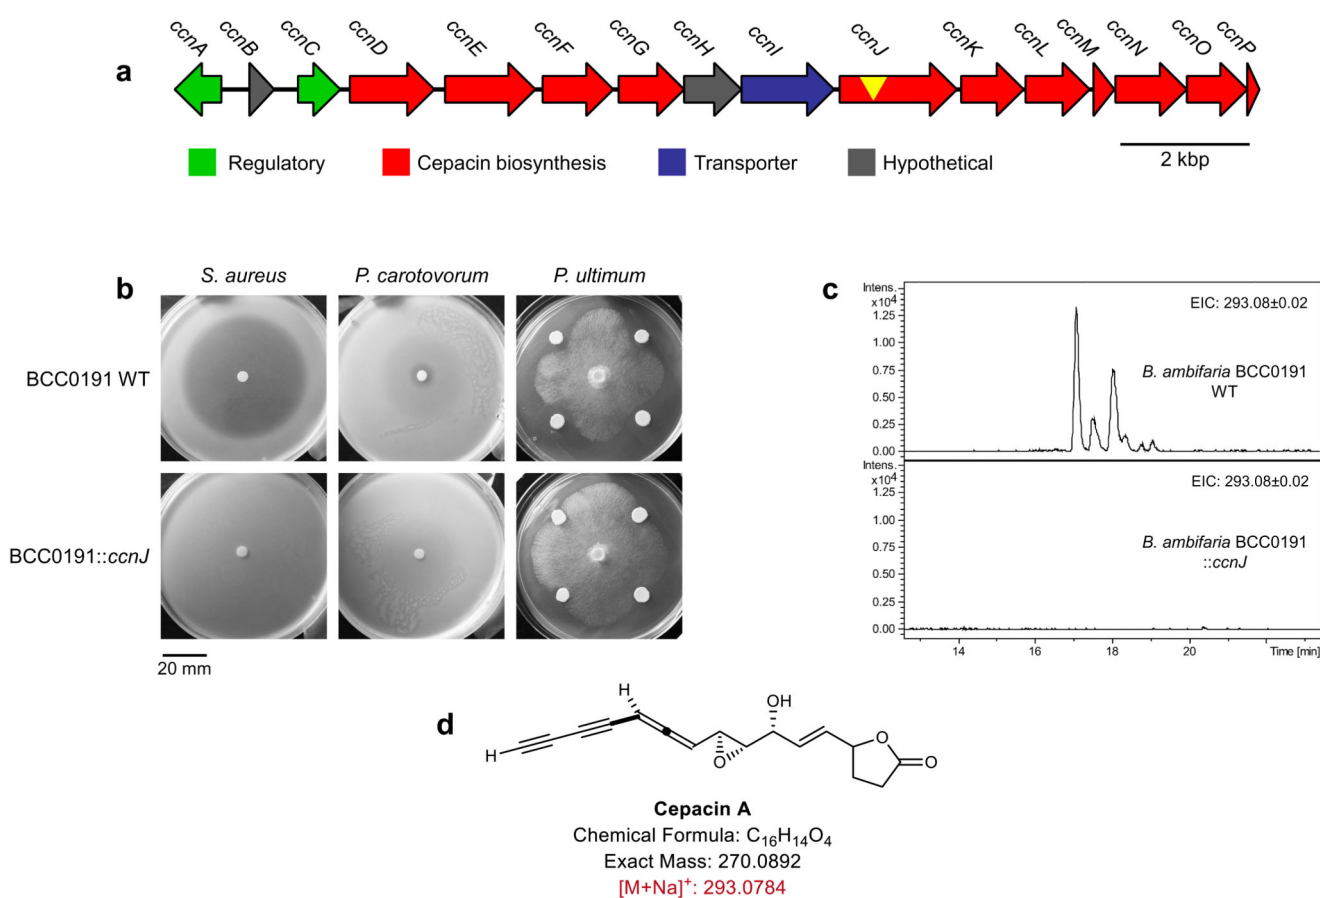 a
ccnA ccnB ccnC ccnD ccnE ccnF ccnG ccnH ccnI ccnJ ccnK ccnL ccnM ccnN ccnO ccnP
Regulatory Cepacin biosynthesis Transporter Hypothetical
2 kbp
b
S. aureus P. carotovorum P. ultimum
BCC0191 WT
BCC0191::ccnJ
20 mm
c
Intens.
x10⁴
1.25
1.00
0.75
0.50
0.25
0.00
EIC: 293.08±0.02
B. ambifaria BCC0191
WT
Intens.
x10⁴
1.25
1.00
0.75
0.50
0.25
0.00
EIC: 293.08±0.02
B. ambifaria BCC0191
::ccnJ
14 16 18 20 Time [min]
d
H
H
O
OH
O
O
Cepacin A
Chemical Formula: C₁₆H₁₄O₄
Exact Mass: 270.0892
[M+Na]⁺: 293.0784